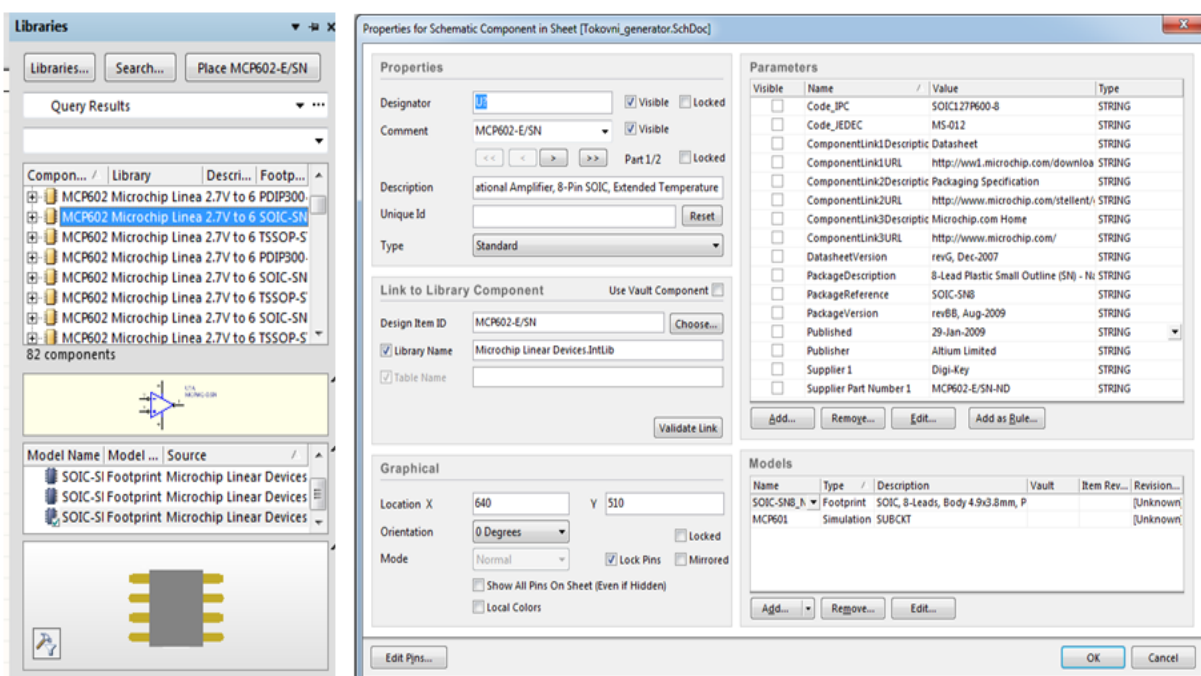 Libraries
Libraries...
Search...
Place MCP602-E/SN
Query Results
Compon... / Library Descri... Footp...
MCP602 Microchip Linea 2.7V to 6 PDIP300-
MCP602 Microchip Linea 2.7V to 6 SOIC-SN
MCP602 Microchip Linea 2.7V to 6 TSSOP-S
MCP602 Microchip Linea 2.7V to 6 PDIP300-
MCP602 Microchip Linea 2.7V to 6 SOIC-SN
MCP602 Microchip Linea 2.7V to 6 TSSOP-S
MCP602 Microchip Linea 2.7V to 6 SOIC-SN
MCP602 Microchip Linea 2.7V to 6 TSSOP-S
82 components
Model Name Model ... Source /
SOIC-SI Footprint Microchip Linear Devices
SOIC-SI Footprint Microchip Linear Devices
SOIC-SI Footprint Microchip Linear Devices
Properties for Schematic Component in Sheet [Tokovni_generator.SchDoc]
Properties
Designator U? Visible Locked
Comment MCP602-E/SN Visible
<< < > >> Part 1/2 Locked
Description ational Amplifier, 8-Pin SOIC, Extended Temperature
Unique Id Reset
Type Standard
Link to Library Component Use Vault Component
Design Item ID MCP602-E/SN Choose...
Library Name Microchip Linear Devices.IntLib
Table Name
Validate Link
Graphical
Location X 640 Y 510
Orientation 0 Degrees Locked
Mode Normal Lock Pins Mirrored
Show All Pins On Sheet (Even if Hidden)
Local Colors
Edit Pins...
Parameters
Visible Name / Value Type
Code_IPC SOIC127P600-8 STRING
Code_JEDEC MS-012 STRING
ComponentLink1Descriptic Datasheet STRING
ComponentLink1URL http://ww1.microchip.com/downloa STRING
ComponentLink2Descriptic Packaging Specification STRING
ComponentLink2URL http://www.microchip.com/stellent/ STRING
ComponentLink3Descriptic Microchip.com Home STRING
ComponentLink3URL http://www.microchip.com/ STRING
DatasheetVersion revG, Dec-2007 STRING
PackageDescription 8-Lead Plastic Small Outline (SN) - Na STRING
PackageReference SOIC-SN8 STRING
PackageVersion revBB, Aug-2009 STRING
Published 29-Jan-2009 STRING
Publisher Altium Limited STRING
Supplier 1 Digi-Key STRING
Supplier Part Number 1 MCP602-E/SN-ND STRING
Add... Remove... Edit... Add as Rule...
Models
Name Type / Description Vault Item Rev... Revision...
SOIC-SN8_N Footprint SOIC, 8-Leads, Body 4.9x3.8mm, P [Unknown]
MCP601 Simulation SUBCKT [Unknown]
Add... Remove... Edit...
OK Cancel